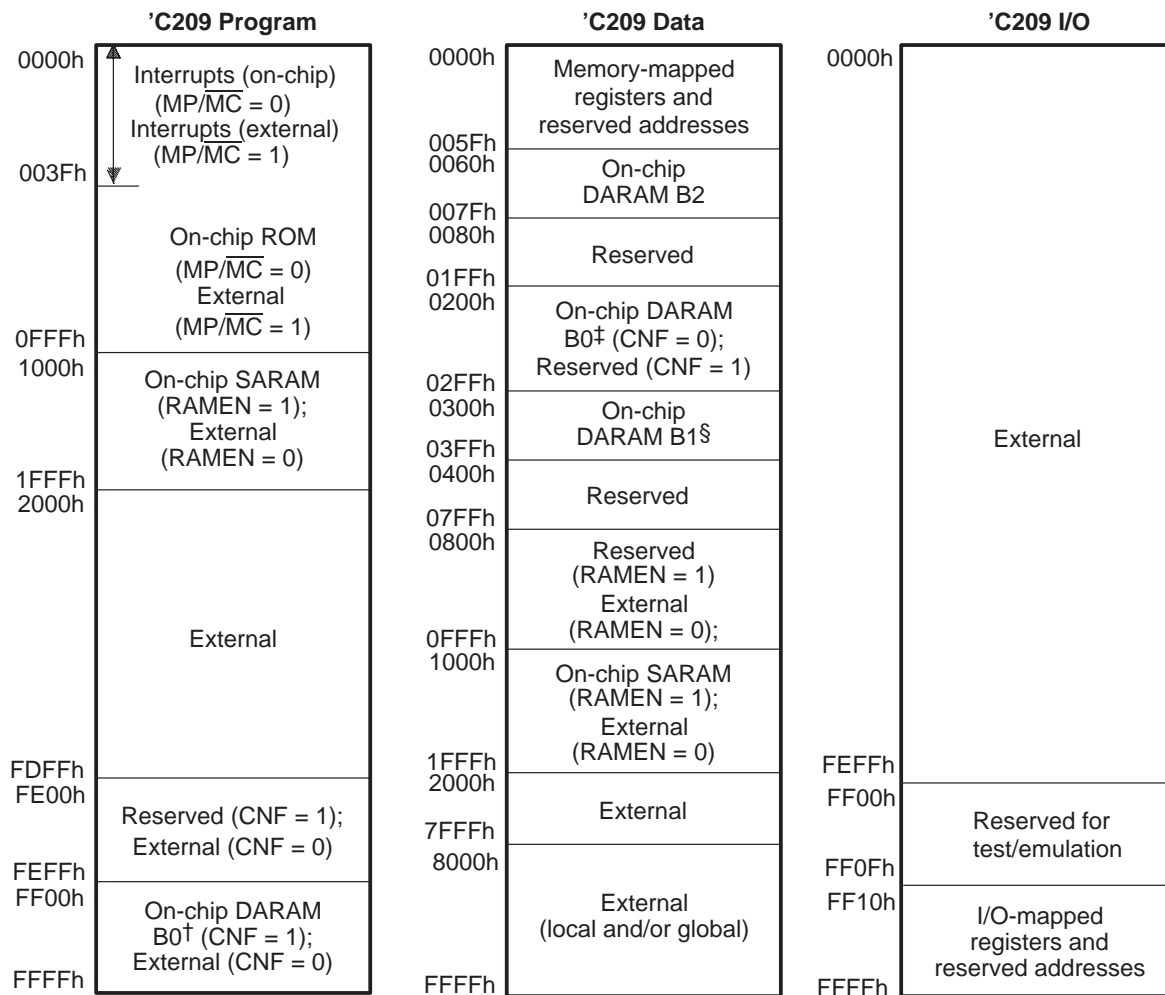 'C209 Program
0000h
Interrupts (on-chip)
(MP/MC = 0)
Interrupts (external)
(MP/MC = 1)
003Fh
On-chip ROM
(MP/MC = 0)
External
(MP/MC = 1)
0FFFh
1000h
On-chip SARAM
(RAMEN = 1);
External
(RAMEN = 0)
1FFFh
2000h
External
FDFFh
FE00h
Reserved (CNF = 1);
External (CNF = 0)
FEFFh
FF00h
On-chip DARAM
B0† (CNF = 1);
External (CNF = 0)
FFFFh
'C209 Data
0000h
Memory-mapped
registers and
reserved addresses
005Fh
0060h
On-chip
DARAM B2
007Fh
0080h
Reserved
01FFh
0200h
On-chip DARAM
B0‡ (CNF = 0);
Reserved (CNF = 1)
02FFh
0300h
On-chip
DARAM B1§
03FFh
0400h
Reserved
07FFh
0800h
Reserved
(RAMEN = 1)
External
(RAMEN = 0);
0FFFh
1000h
On-chip SARAM
(RAMEN = 1);
External
(RAMEN = 0)
1FFFh
2000h
External
7FFFh
8000h
External
(local and/or global)
FFFFh
'C209 I/O
0000h
External
FEFFh
FF00h
Reserved for
test/emulation
FF0Fh
FF10h
I/O-mapped
registers and
reserved addresses
FFFFh